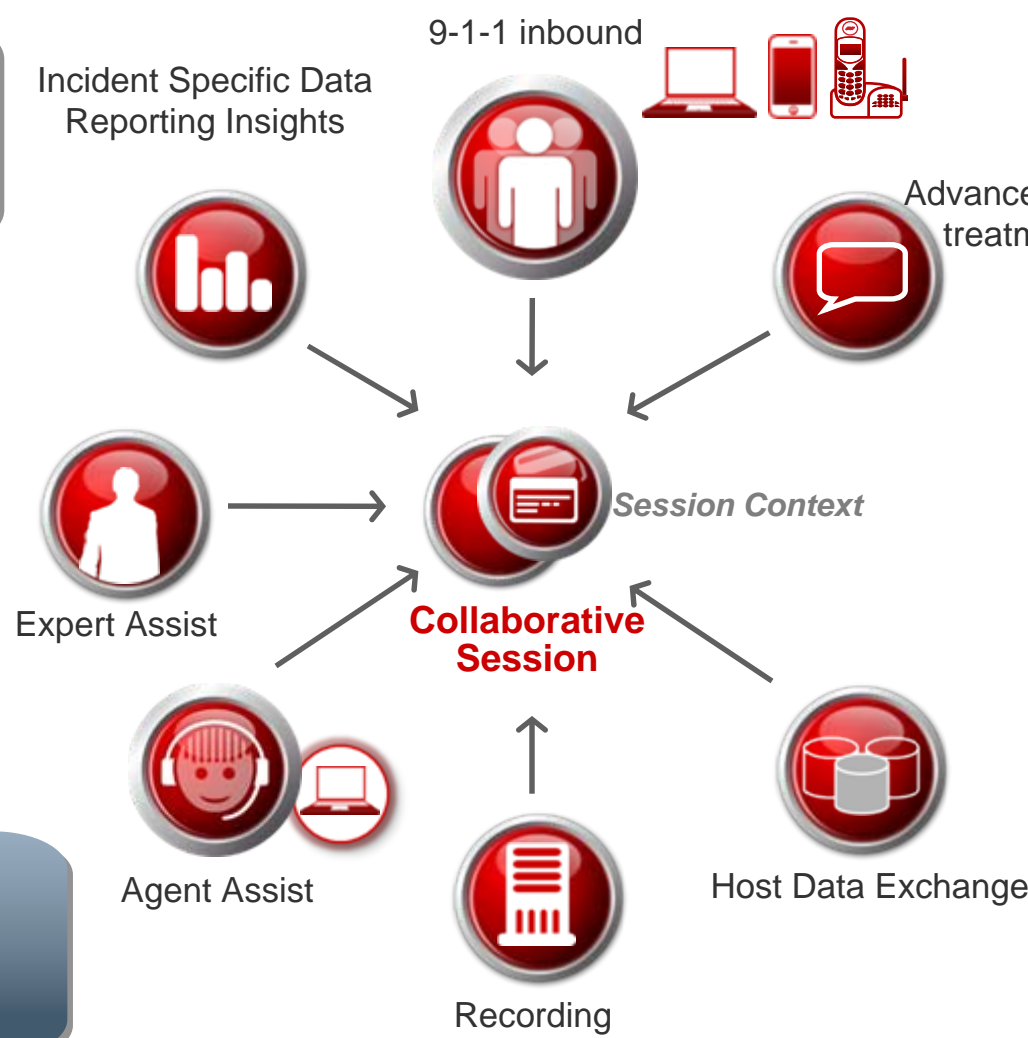 9-1-1 inbound
Incident Specific Data
Reporting Insights
Session Context
Expert Assist
Collaborative
Session
Agent Assist
Host Data Exchange
Recording